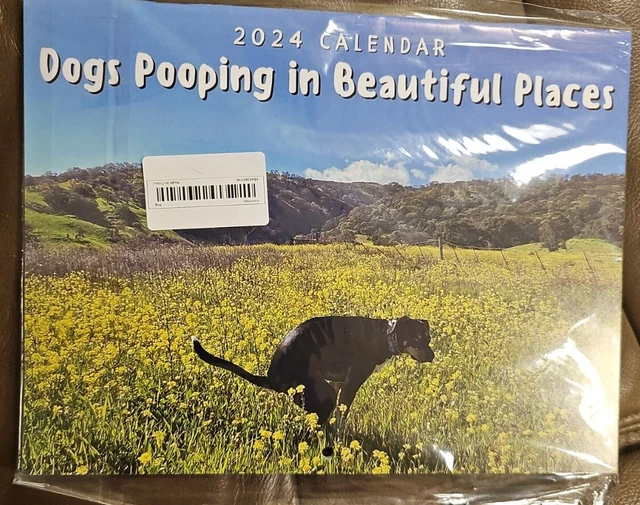 2024 CALENDAR
Dogs Pooping in Beautiful Places